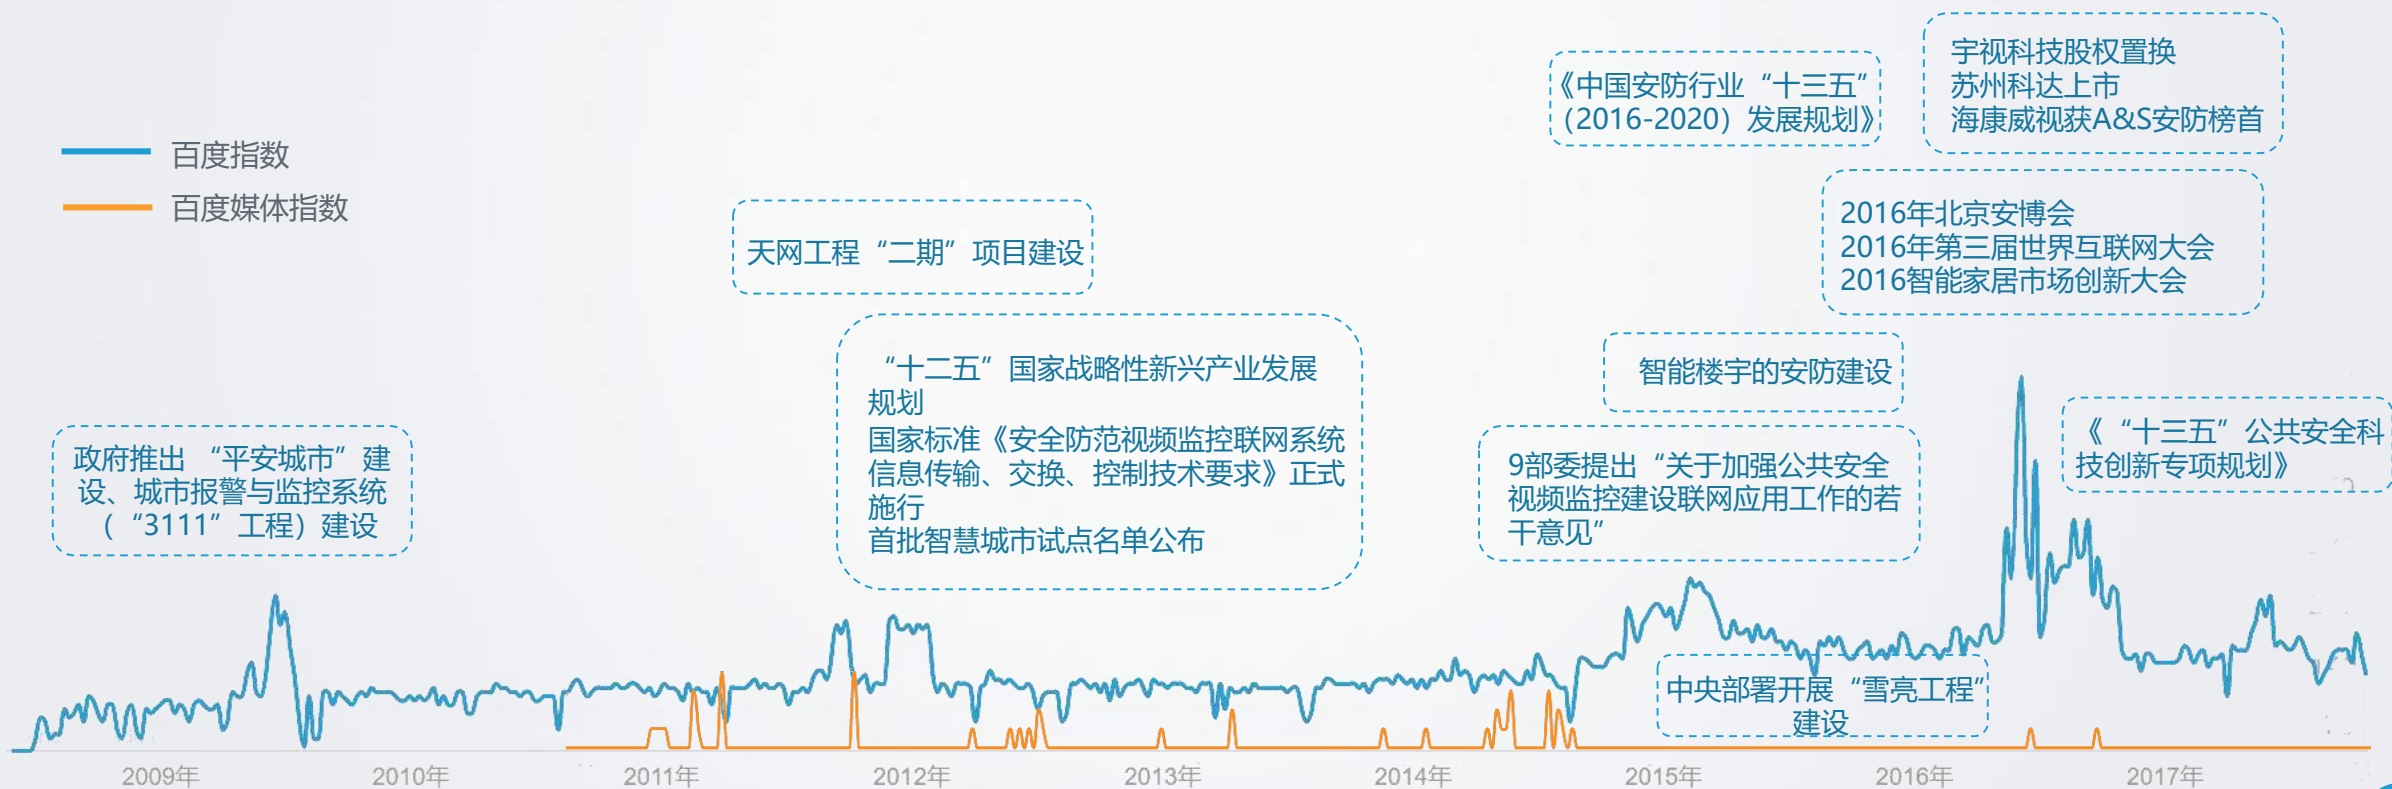 百度指数
百度媒体指数
政府推出 “平安城市”建
设、城市报警与监控系统
（“3111”工程）建设
天网工程“二期”项目建设
“十二五”国家战略性新兴产业发展
规划
国家标准《安全防范视频监控联网系统
信息传输、交换、控制技术要求》正式
施行
首批智慧城市试点名单公布
《中国安防行业“十三五”
（2016-2020）发展规划》
宇视科技股权置换
苏州科达上市
海康威视获A&S安防榜首
2016年北京安博会
2016年第三届世界互联网大会
2016智能家居市场创新大会
智能楼宇的安防建设
9部委提出“关于加强公共安全
视频监控建设联网应用工作的若
干意见”
《“十三五”公共安全科
技创新专项规划》
中央部署开展“雪亮工程”
建设
2009年
2010年
2011年
2012年
2013年
2014年
2015年
2016年
2017年